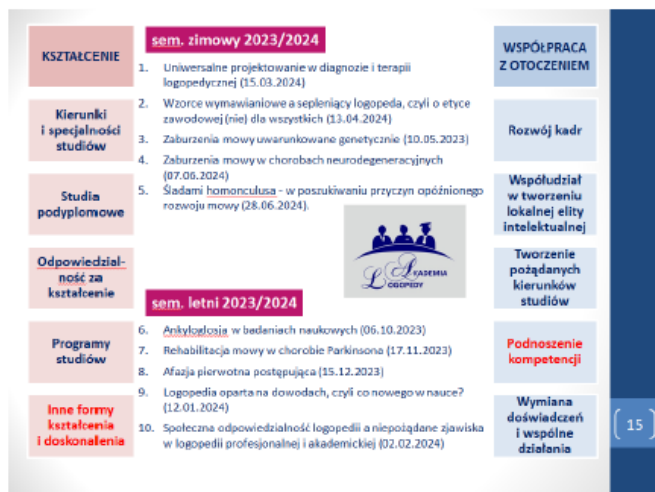 KSZTAŁCENIE
Kierunki
i specjalności
studiów
Studia
podyplomowe
Odpowiedzial-
ność za
kształcenie
Programy
studiów
Inne formy
kształcenia
i doskonalenia
sem. zimowy 2023/2024
1. Uniwersalne projektowanie w diagnozie i terapii
logopedycznej (15.03.2024)
2. Wzorce wymawianiowe a sepleniący logopeda, czyli o etyce
zawodowej (nie) dla wszystkich (13.04.2024)
3. Zaburzenia mowy uwarunkowane genetycznie (10.05.2023)
4. Zaburzenia mowy w chorobach neurodegeneracyjnych
(07.06.2024)
5. Śladami homonculusa - w poszukiwaniu przyczyn opóźnionego
rozwoju mowy (28.06.2024).
AKADEMIA
LOGOPEDY
sem. letni 2023/2024
6. Ankyloglosja w badaniach naukowych (06.10.2023)
7. Rehabilitacja mowy w chorobie Parkinsona (17.11.2023)
8. Afazja pierwotna postępująca (15.12.2023)
9. Logopedia oparta na dowodach, czyli co nowego w nauce?
(12.01.2024)
10. Społeczna odpowiedzialność logopedii a niepożądane zjawiska
w logopedii profesjonalnej i akademickiej (02.02.2024)
WSPÓŁPRACA
Z OTOCZENIEM
Rozwój kadr
Współudział
w tworzeniu
lokalnej elity
intelektualnej
Tworzenie
pożądanych
kierunków
studiów
Podnoszenie
kompetencji
Wymiana
doświadczeń
i wspólne
działania
15